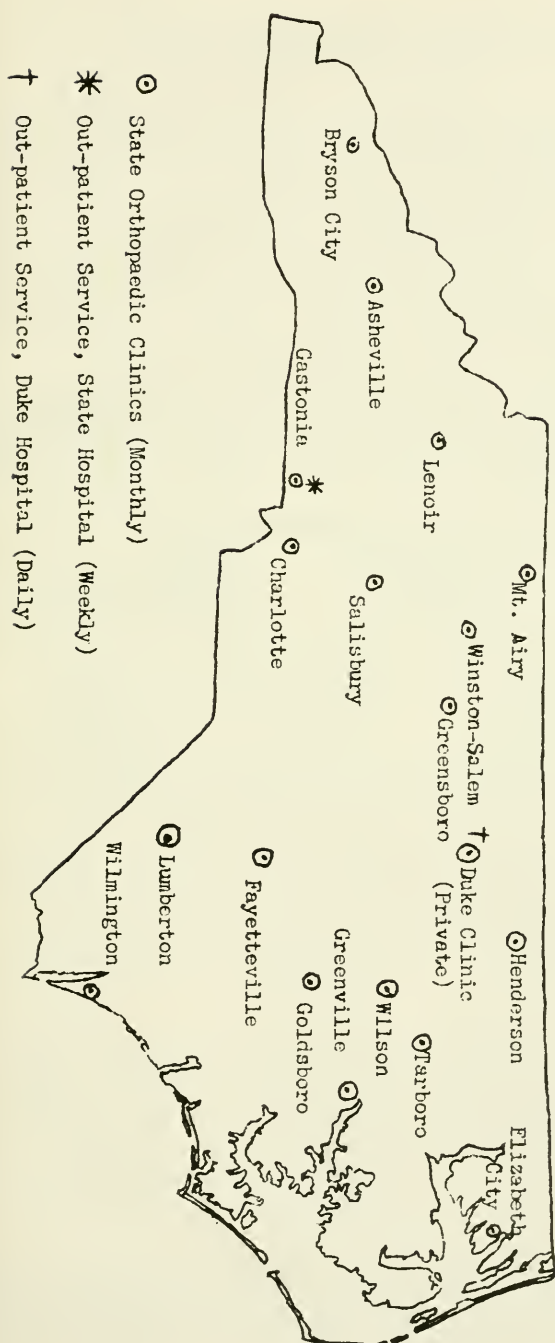 Bryson City
Asheville
Lenoir
Mt. Airy
Winston-Salem
Greensboro
Duke Clinic
(Private)
Henderson
Elizabeth
City
Gastonia
Charlotte
Salisbury
Tarboro
Wilson
Greenville
Goldsboro
Fayetteville
Lumberton
Wilmington
⊙ State Orthopaedic Clinics (Monthly)
* Out-patient Service, State Hospital (Weekly)
† Out-patient Service, Duke Hospital (Daily)